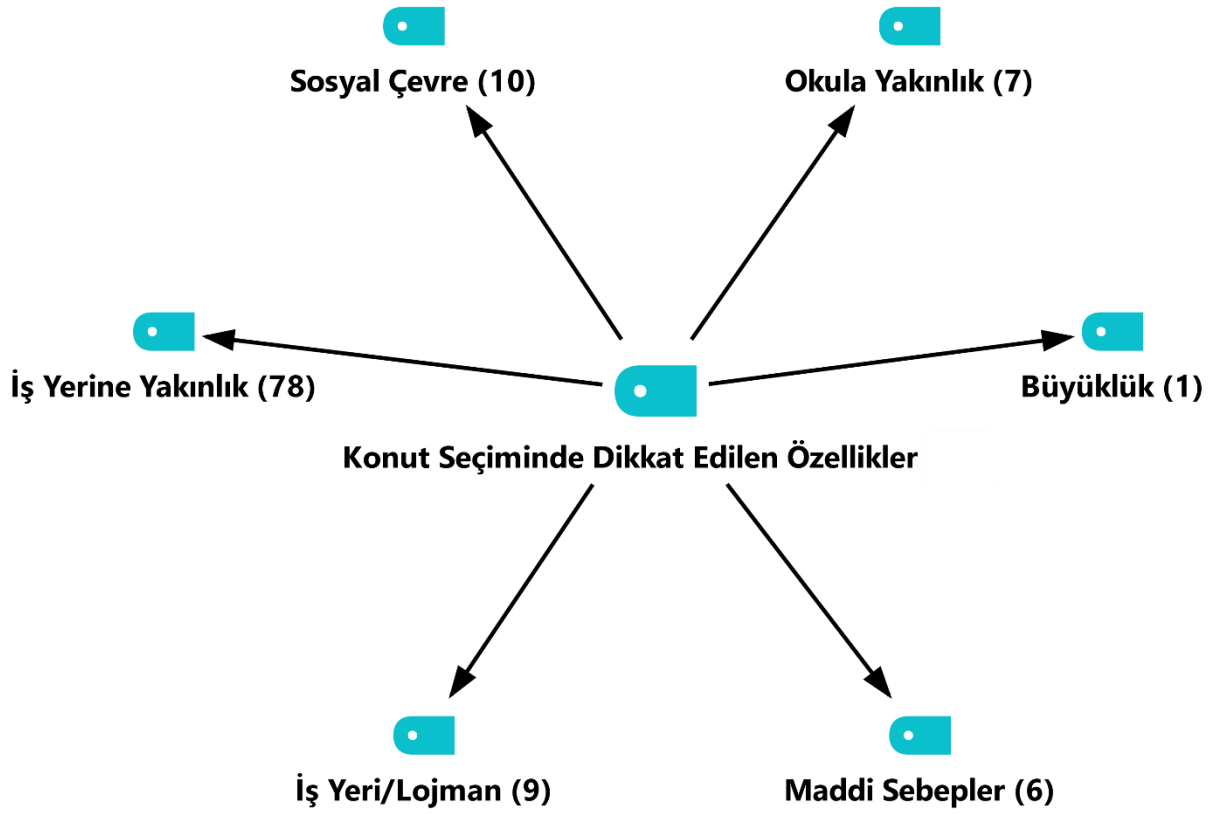 Sosyal Çevre (10)
Okula Yakınlık (7)
İş Yerine Yakınlık (78)
Büyüklük (1)
Konut Seçiminde Dikkat Edilen Özellikler
İş Yeri/Lojman (9)
Maddi Sebepler (6)